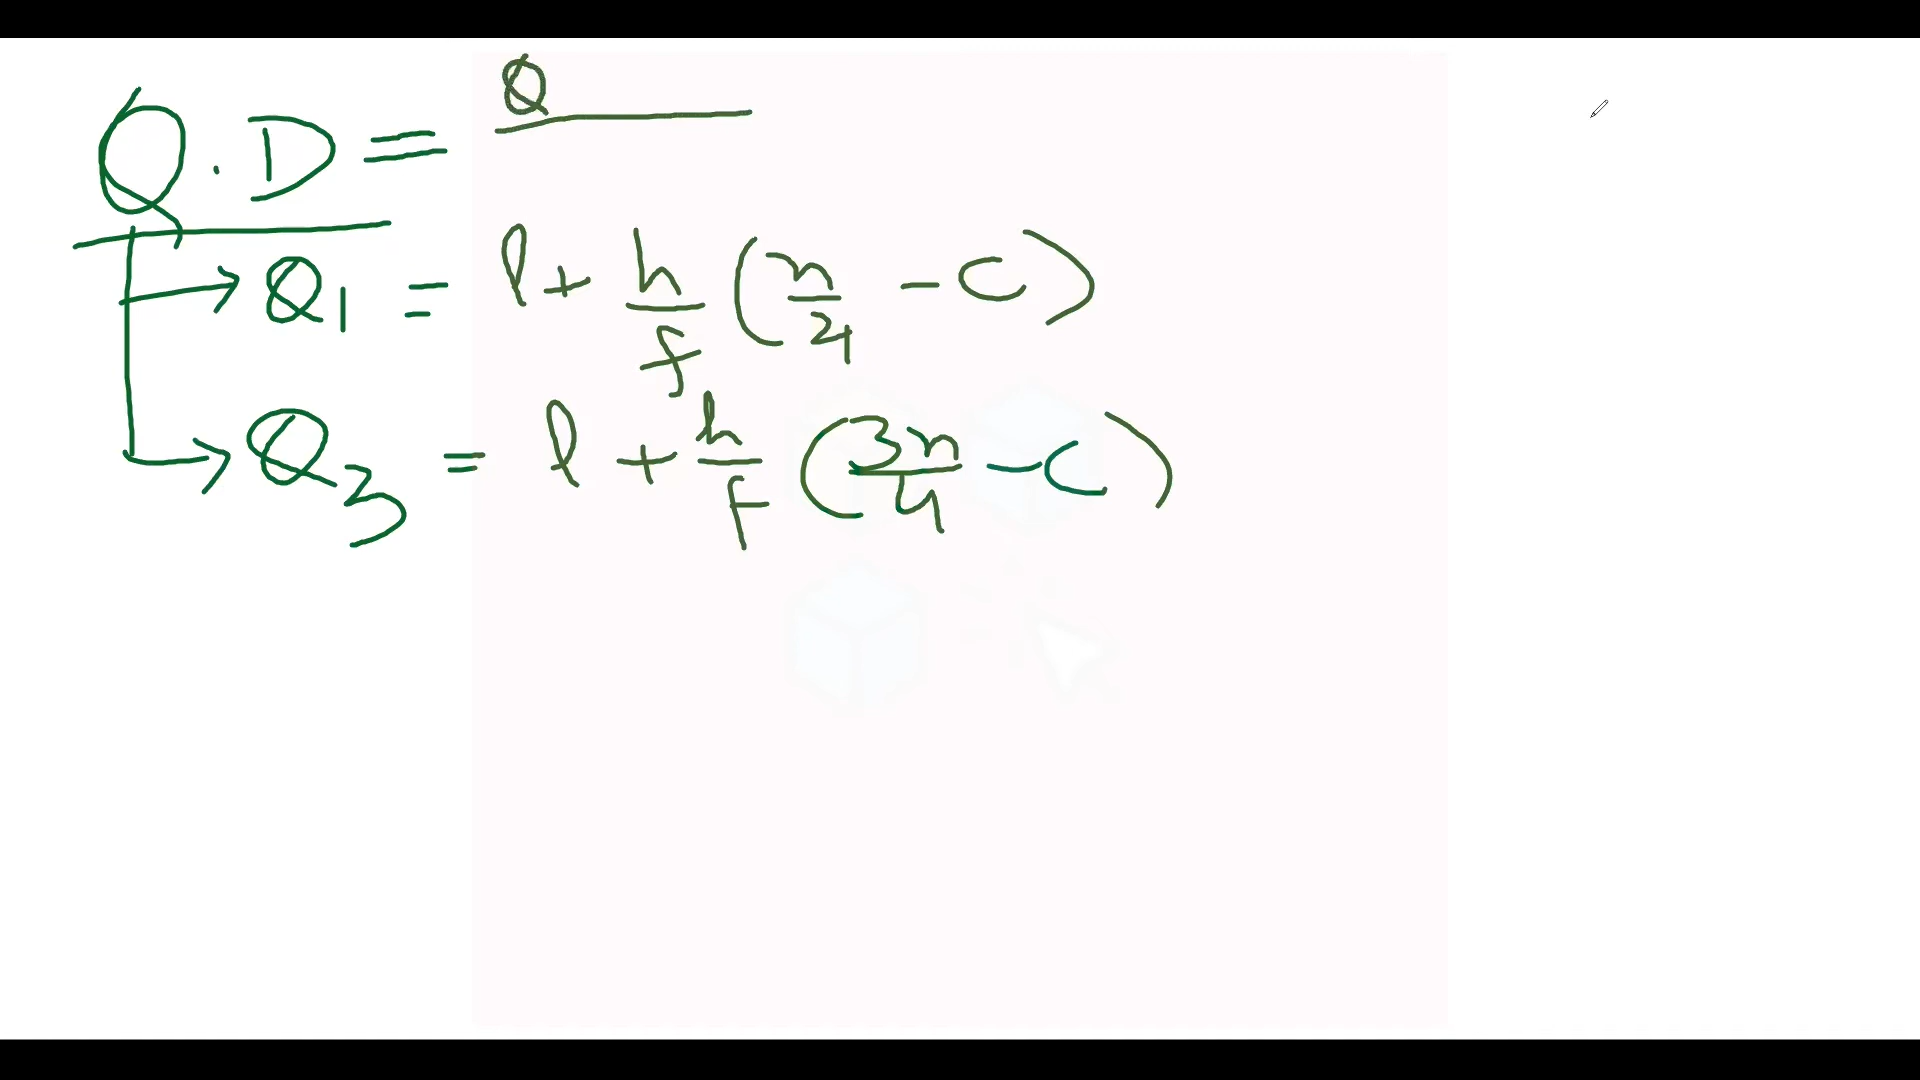 Q.D = Q
Q1 = l + h/f (n/4 - C)
Q3 = l + h/f (3n/4 - C)